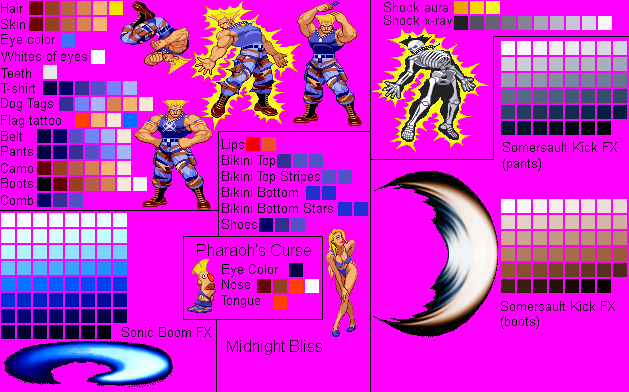 Hair
Skin
Eye color
Whites of eyes
Teeth
T-shirt
Dog Tags
Flag tattoo
Belt
Pants
Camo
Boots
Comb
Lips
Bikini Top
Bikini Top Stripes
Bikini Bottom
Bikini Bottom Stars
Shoes
Shock aura
Shock x-ray
Somersault Kick FX
(pants)
Pharaoh's Curse
Eye Color
Nose
Tongue
Sonic Boom FX
Midnight Bliss
Somersault Kick FX
(boots)